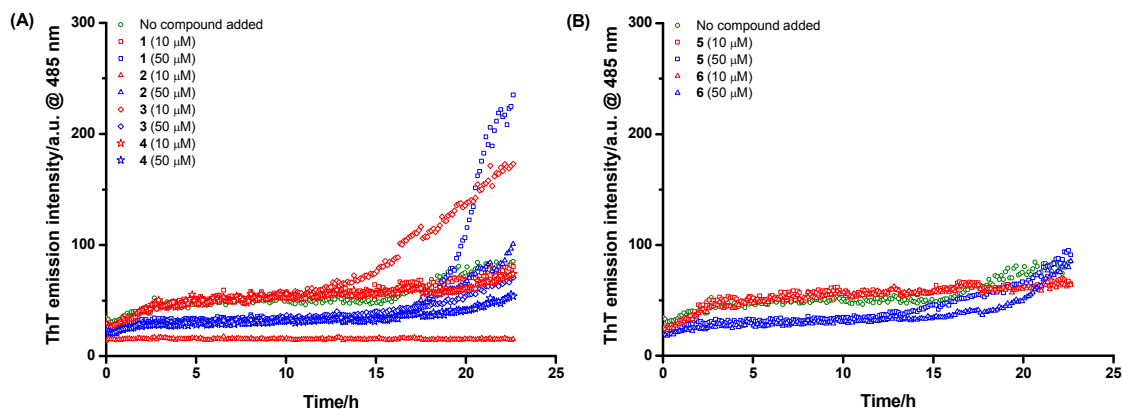 (A)
ThT emission intensity/a.u. @ 485 nm
300
200
100
0
No compound added
1 (10 μM)
1 (50 μM)
2 (10 μM)
2 (50 μM)
3 (10 μM)
3 (50 μM)
4 (10 μM)
4 (50 μM)
0 5 10 15 20 25
Time/h
(B)
ThT emission intensity/a.u. @ 485 nm
300
200
100
0
No compound added
5 (10 μM)
5 (50 μM)
6 (10 μM)
6 (50 μM)
0 5 10 15 20 25
Time/h